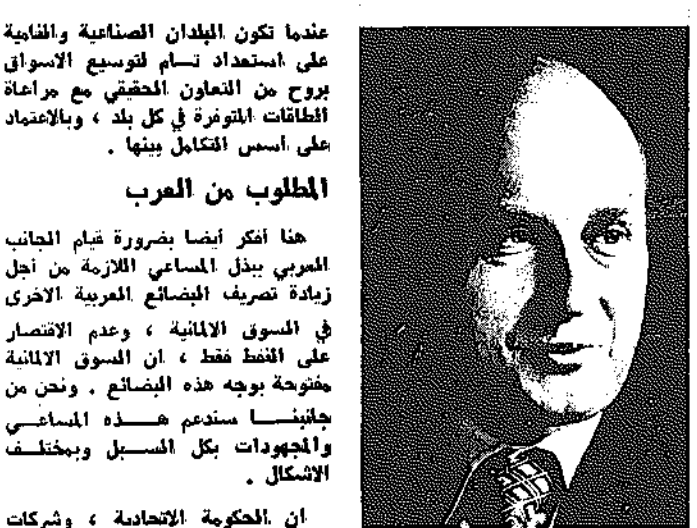 عندما تكون البلدان الصناعية والنامية
على استعداد تـــام لتوسيع الاسواق
بروح من التعاون الحقيقي مع مراعاة
الطاقات المتوفرة في كل بلد ، وبالاعتماد
على أسس التكامل بينها .
المطلوب من العرب
هنا أفكر أيضا بضرورة قيام الجانب
العربي ببذل المساعي اللازمة من أجل
زيادة تصريف البضائع العربية الاخرى
في السوق الالمانية ، وعدم الاقتصار
على النفط فقط ، ان السوق الالمانية
مفتوحة بوجه هذه البضائع . ونحن من
جانبنـــا سندعم هـــذه المساعـــي
والمجهودات بكل الســـبل وبمختلـــف
الاشكال .
ان الحكومة الاتحادية ، وشركات